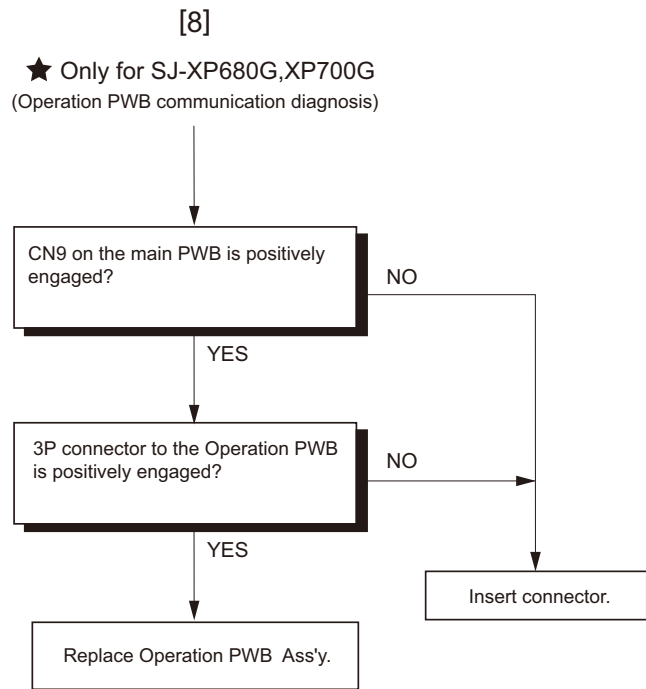 [8]
★ Only for SJ-XP680G,XP700G
(Operation PWB communication diagnosis)
CN9 on the main PWB is positively
engaged?
NO
YES
3P connector to the Operation PWB
is positively engaged?
NO
YES
Insert connector.
Replace Operation PWB Ass'y.